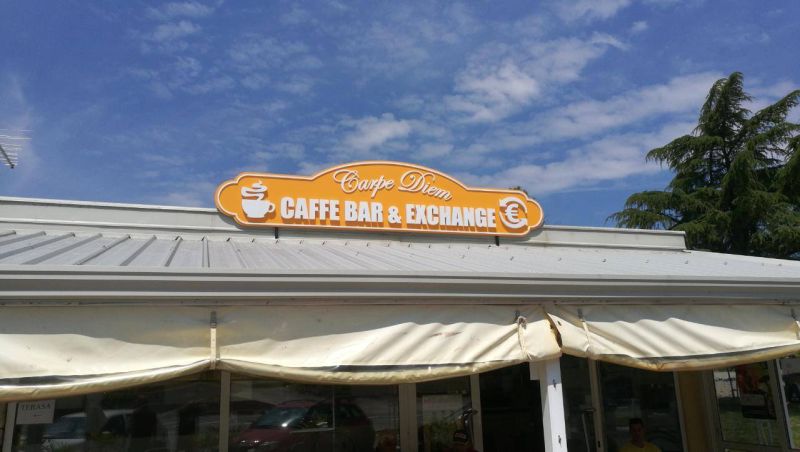 Carpe Diem
CAFFE BAR & EXCHANGE
€
TERASA